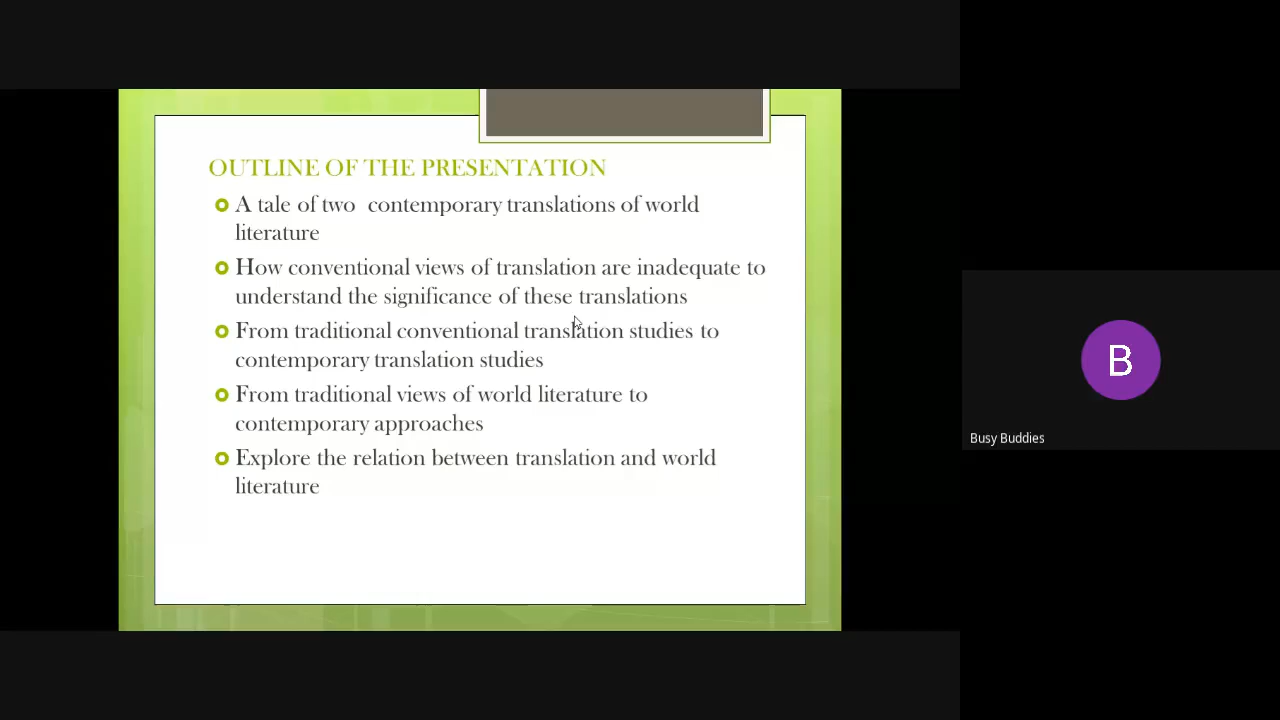 OUTLINE OF THE PRESENTATION
A tale of two  contemporary translations of world
literature
How conventional views of translation are inadequate to
understand the significance of these translations
From traditional conventional translation studies to
contemporary translation studies
From traditional views of world literature to
contemporary approaches
Explore the relation between translation and world
literature
B
Busy Buddies